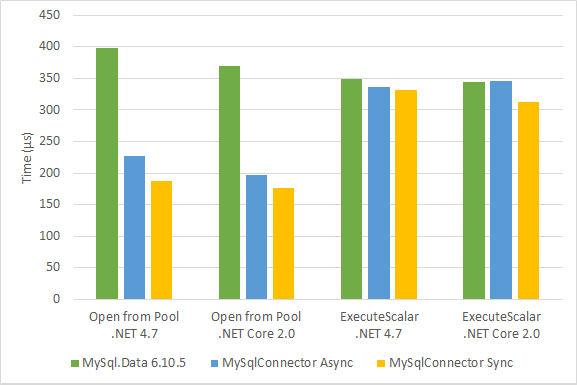 450
400
350
300
250
200
150
100
50
0
Time (µs)
Open from Pool
.NET 4.7
Open from Pool
.NET Core 2.0
ExecuteScalar
.NET 4.7
ExecuteScalar
.NET Core 2.0
MySql.Data 6.10.5
MySqlConnector Async
MySqlConnector Sync